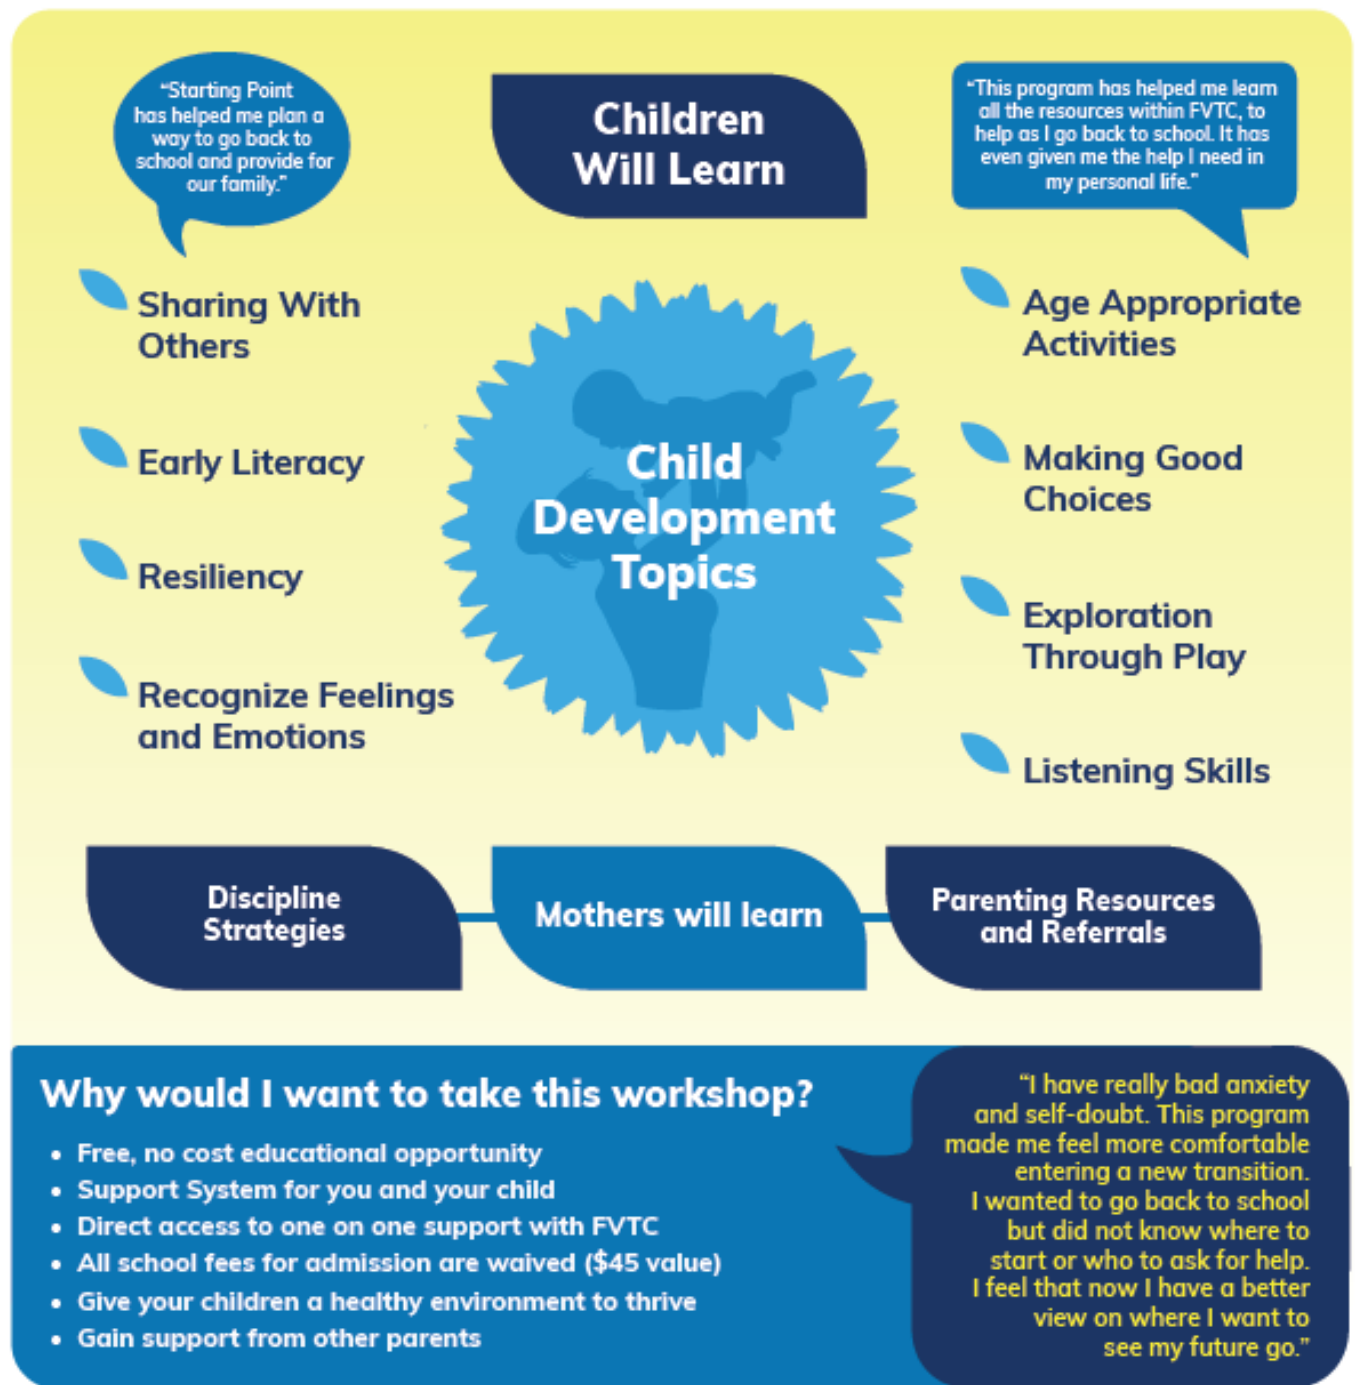 “Starting Point
has helped me plan a
way to go back to
school and provide for
our family.”
Children
Will Learn
“This program has helped me learn
all the resources within FVTC, to
help as I go back to school. It has
even given me the help I need in
my personal life.”
Sharing With
Others
Early Literacy
Resiliency
Recognize Feelings
and Emotions
Child
Development
Topics
Age Appropriate
Activities
Making Good
Choices
Exploration
Through Play
Listening Skills
Discipline
Strategies
Mothers will learn
Parenting Resources
and Referrals
Why would I want to take this workshop?
• Free, no cost educational opportunity
• Support System for you and your child
• Direct access to one on one support with FVTC
• All school fees for admission are waived ($45 value)
• Give your children a healthy environment to thrive
• Gain support from other parents
“I have really bad anxiety
and self-doubt. This program
made me feel more comfortable
entering a new transition.
I wanted to go back to school
but did not know where to
start or who to ask for help.
I feel that now I have a better
view on where I want to
see my future go.”